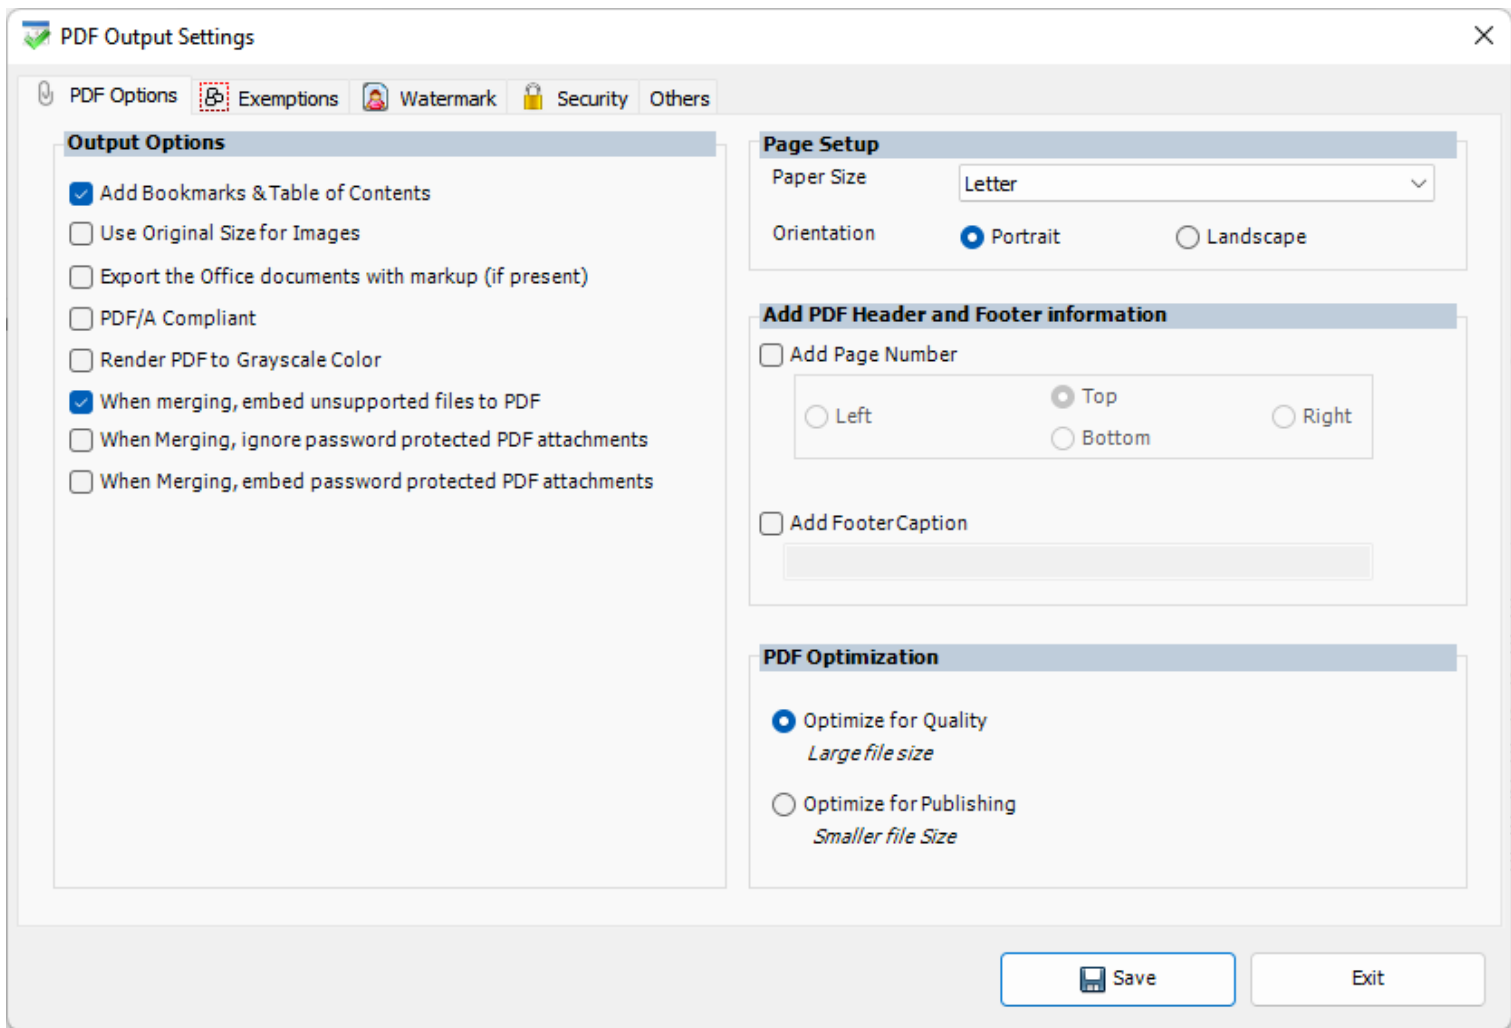 PDF Output Settings
PDF Options
Exemptions
Watermark
Security
Others
Output Options
Add Bookmarks & Table of Contents
Use Original Size for Images
Export the Office documents with markup (if present)
PDF/A Compliant
Render PDF to Grayscale Color
When merging, embed unsupported files to PDF
When Merging, ignore password protected PDF attachments
When Merging, embed password protected PDF attachments
Page Setup
Paper Size
Letter
Orientation
Portrait
Landscape
Add PDF Header and Footer information
Add Page Number
Left
Top
Bottom
Right
Add Footer Caption
PDF Optimization
Optimize for Quality
Large file size
Optimize for Publishing
Smaller file Size
Save
Exit